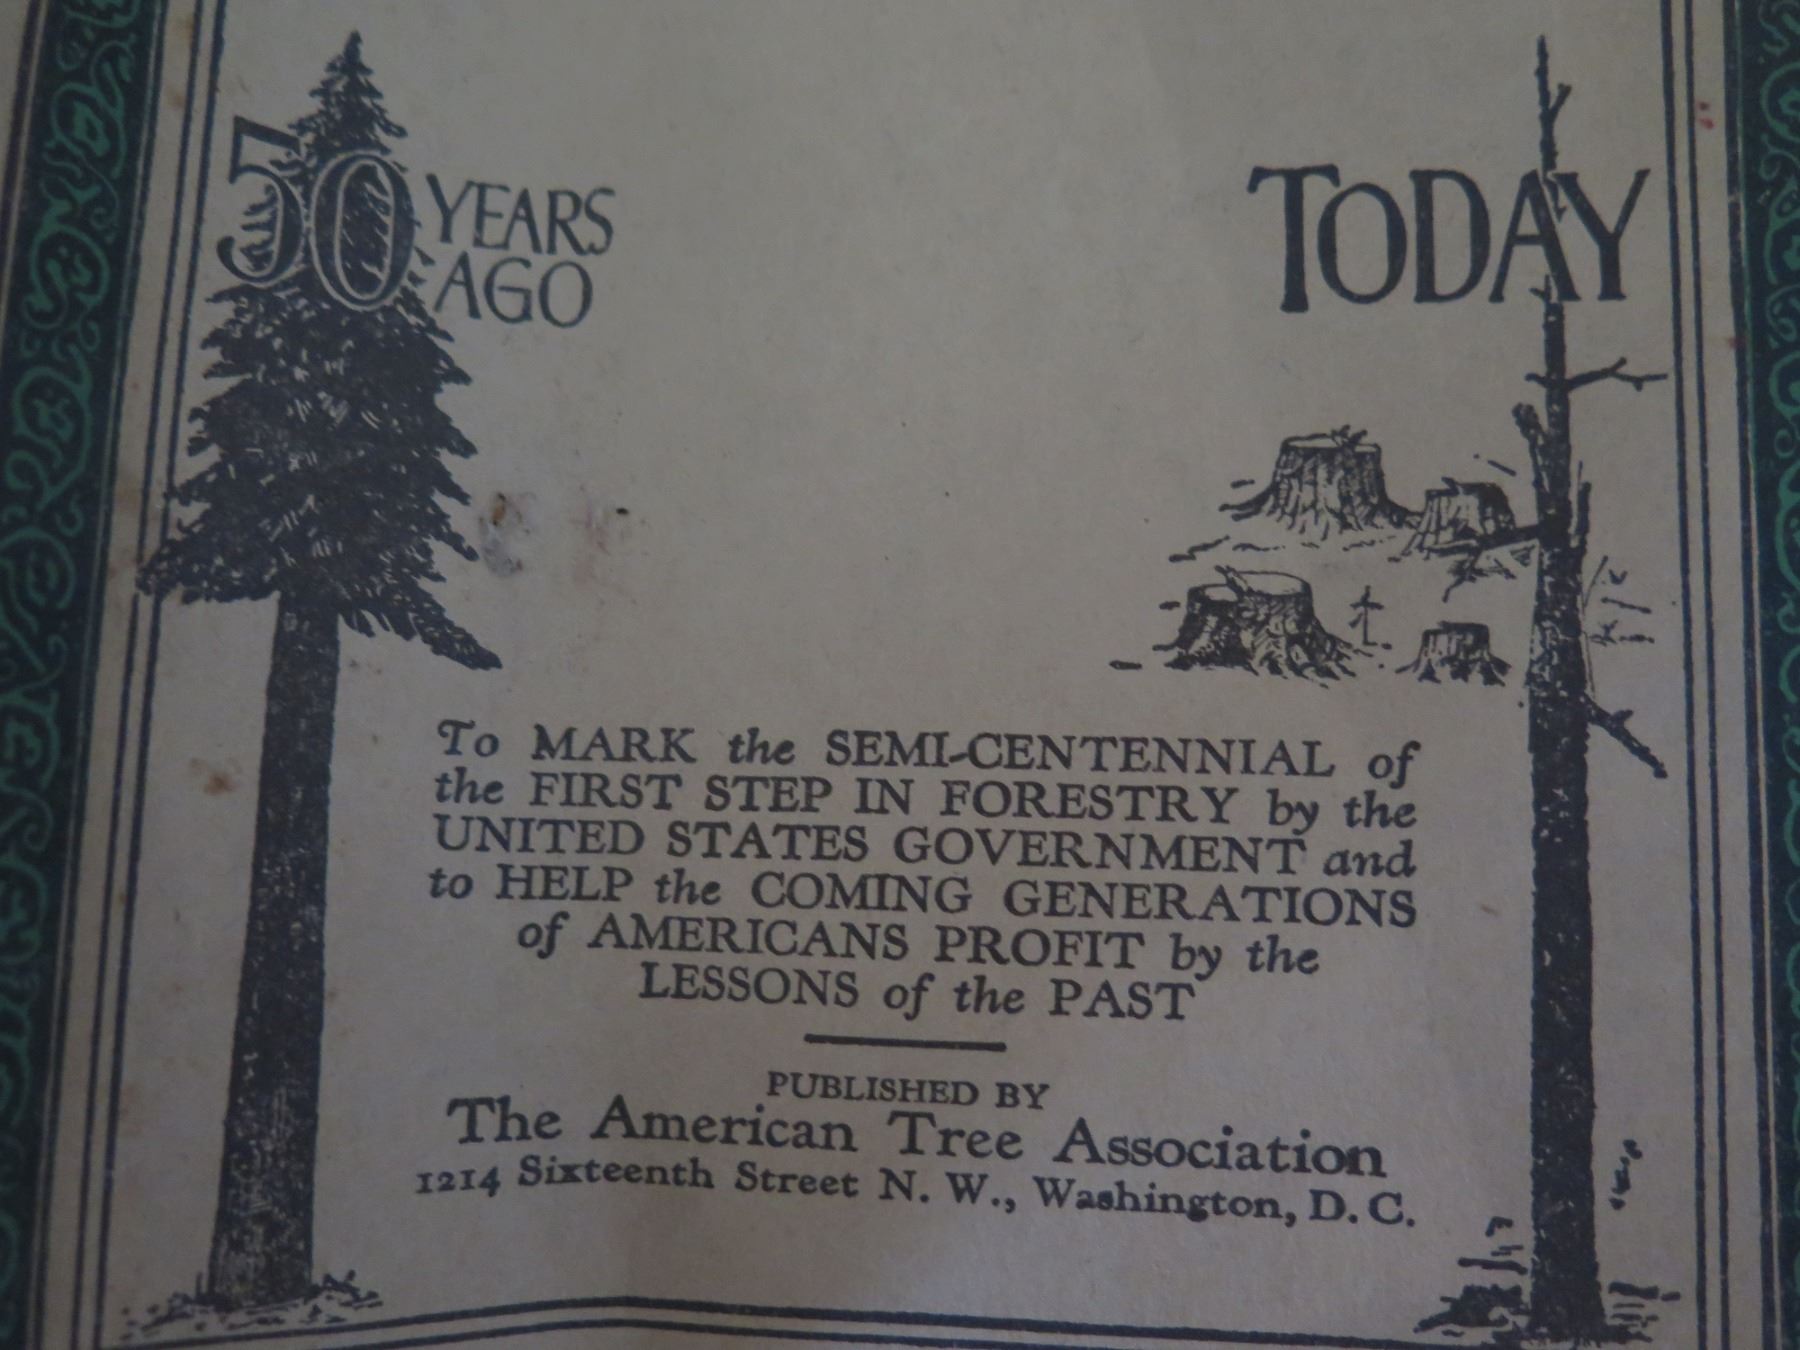 50 YEARS
AGO
TODAY
To MARK the SEMI-CENTENNIAL of
the FIRST STEP IN FORESTRY by the
UNITED STATES GOVERNMENT and
to HELP the COMING GENERATIONS
of AMERICANS PROFIT by the
LESSONS of the PAST
PUBLISHED BY
The American Tree Association
1214 Sixteenth Street N. W., Washington, D. C.